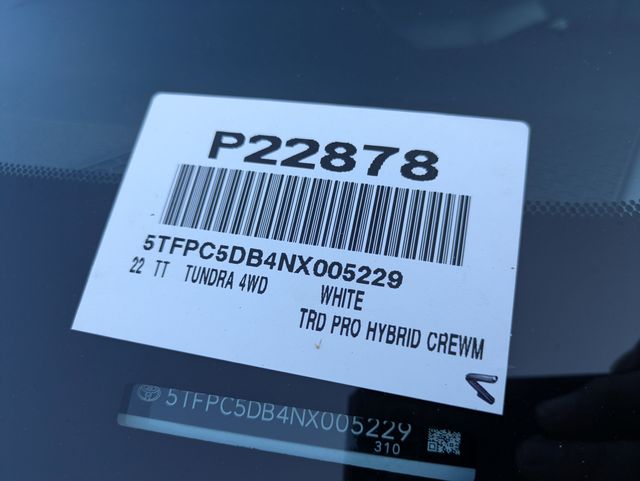 P22878
5TFPC5DB4NX005229
22 TT TUNDRA 4WD WHITE
TRD PRO HYBRID CREWM
5TFPC5DB4NX005229
310